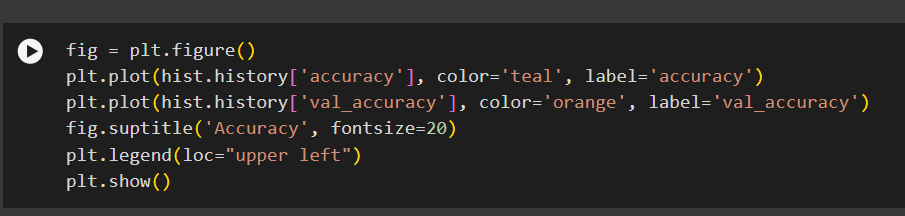 fig = plt.figure()
plt.plot(hist.history['accuracy'], color='teal', label='accuracy')
plt.plot(hist.history['val_accuracy'], color='orange', label='val_accuracy')
fig.suptitle('Accuracy', fontsize=20)
plt.legend(loc="upper left")
plt.show()